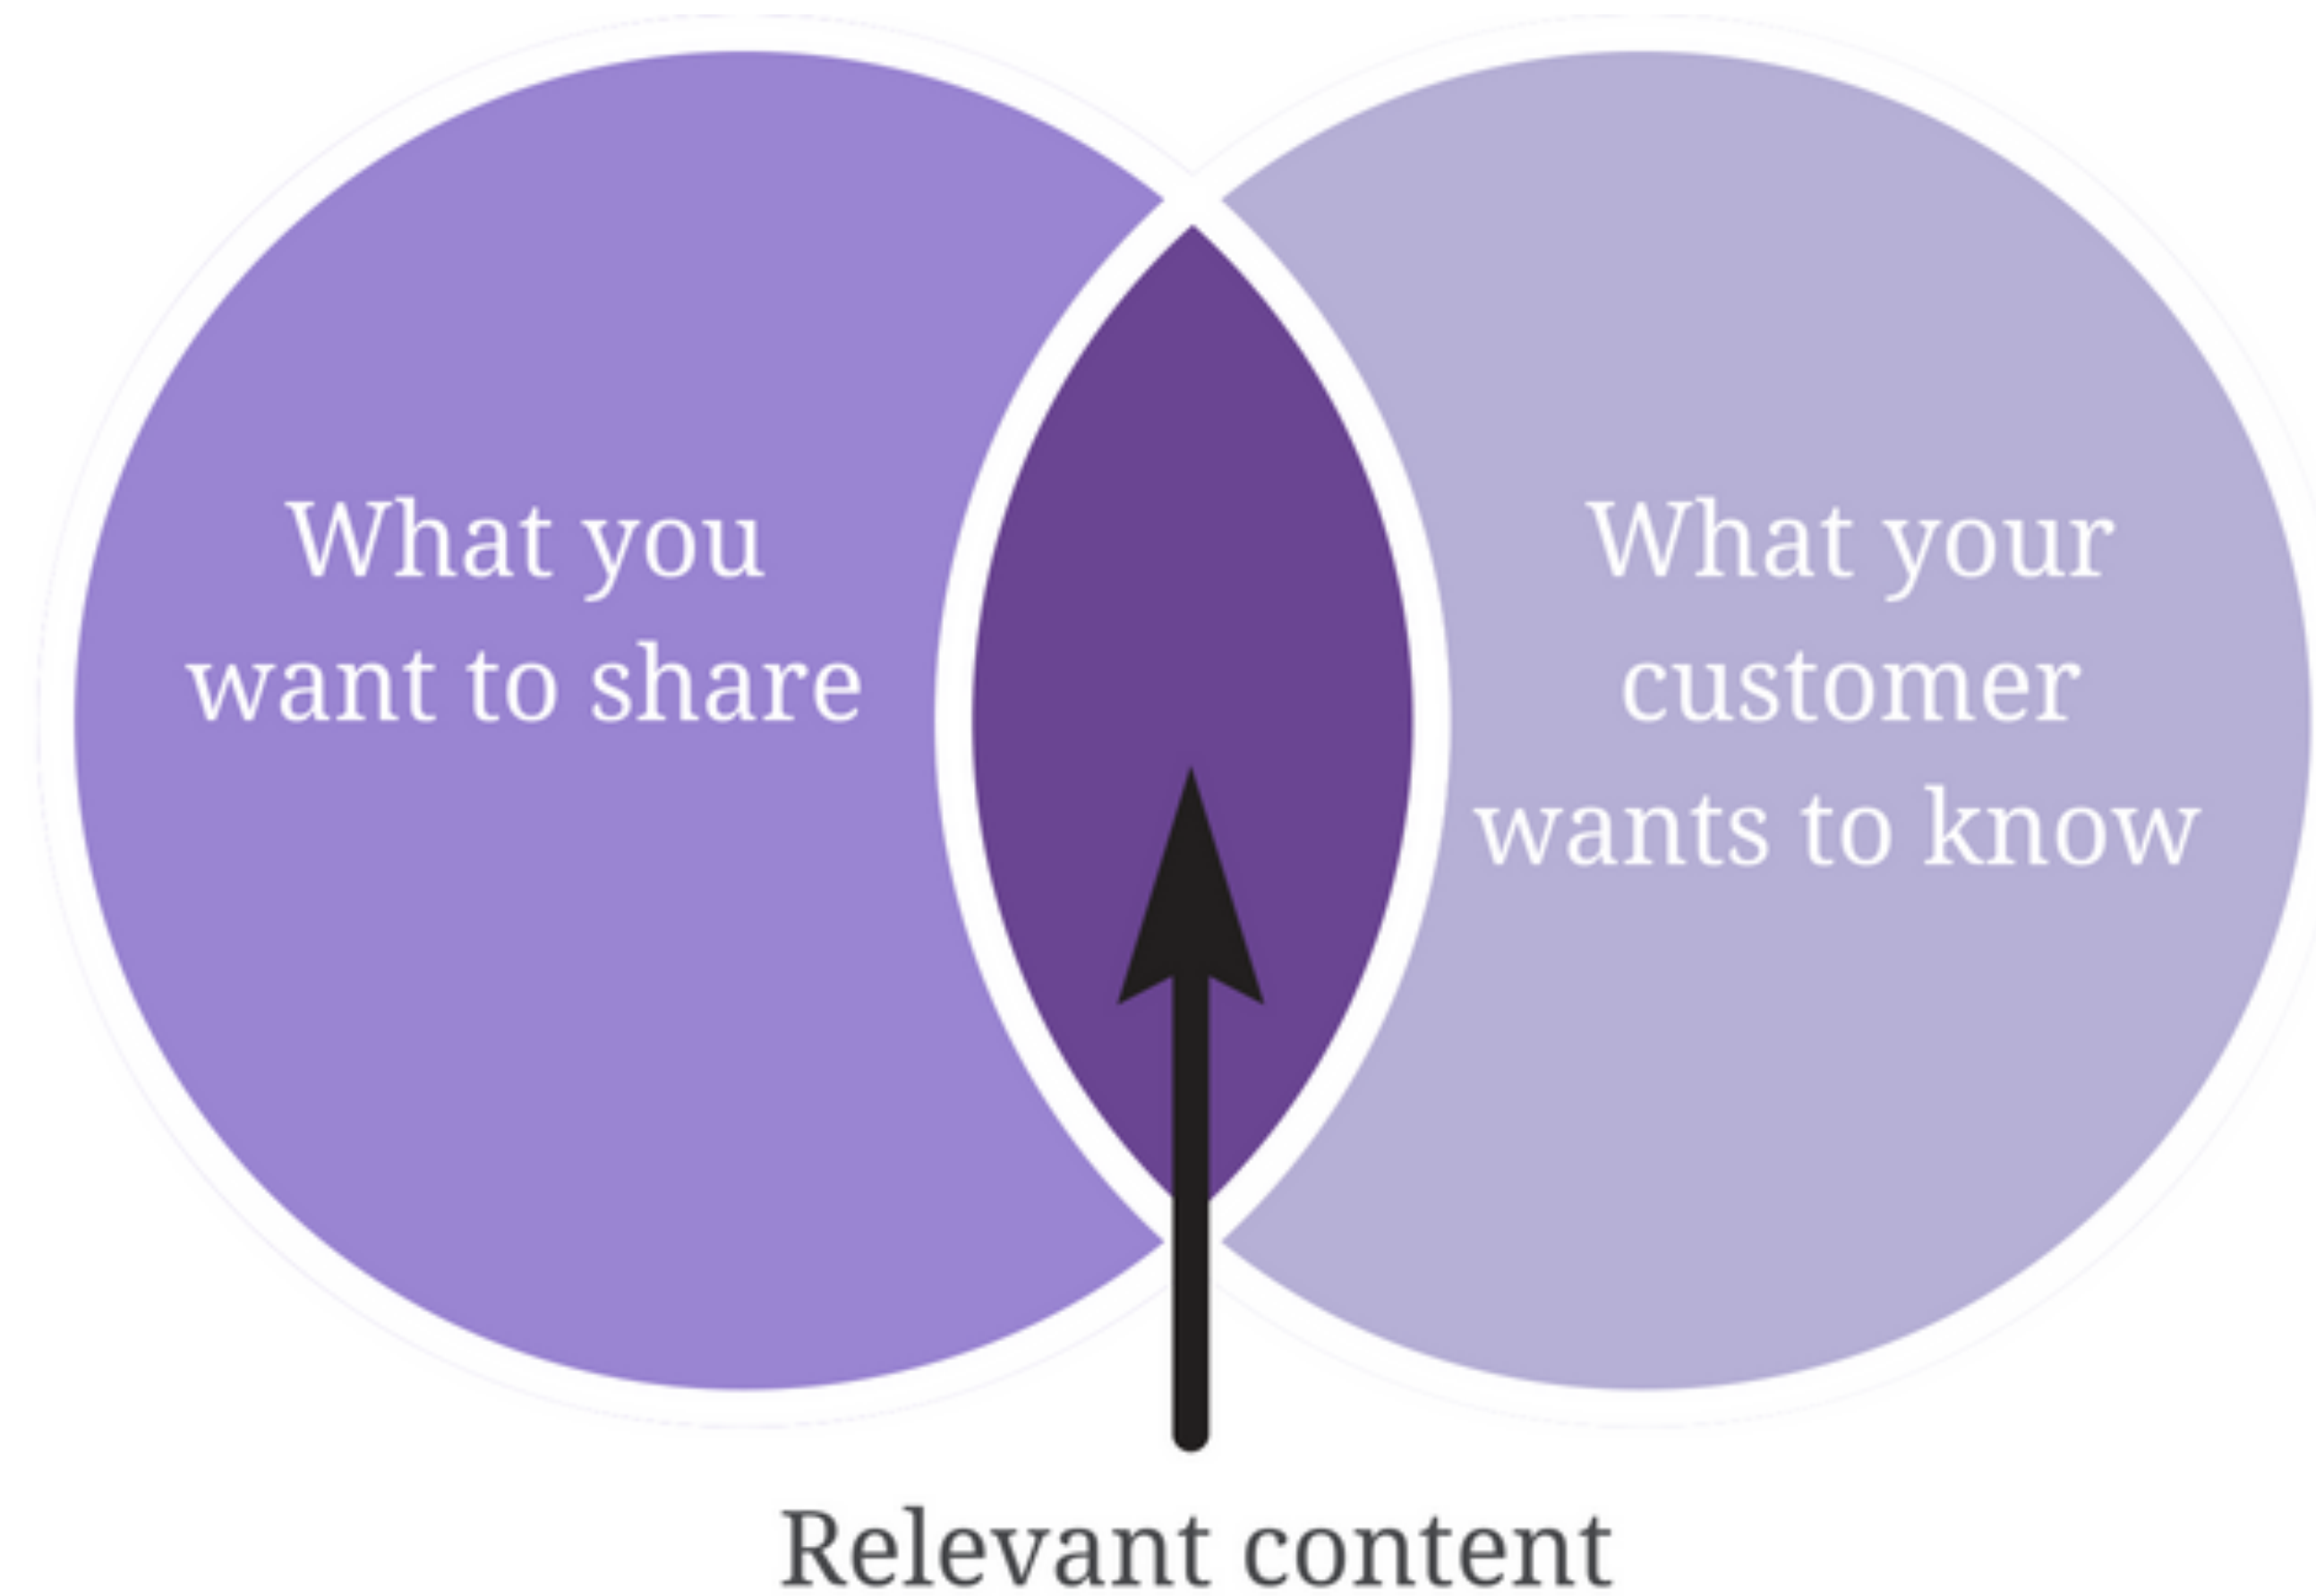 What you
want to share
What your
customer
wants to know
Relevant content